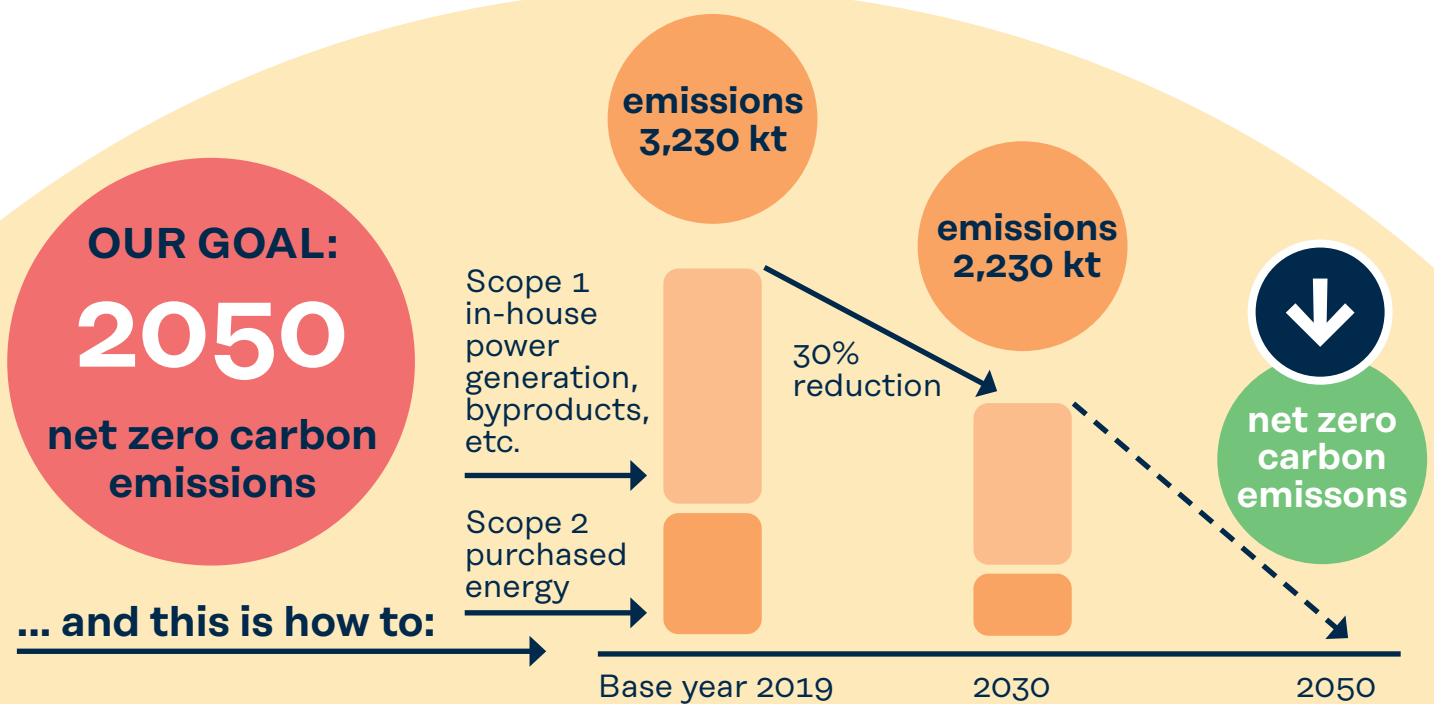 OUR GOAL:
2050
net zero carbon
emissions
... and this is how to:
Scope 1
in-house
power
generation,
byproducts,
etc.
Scope 2
purchased
energy
emissions
3,230 kt
30%
reduction
emissions
2,230 kt
net zero
carbon
emissons
Base year 2019
2030
2050